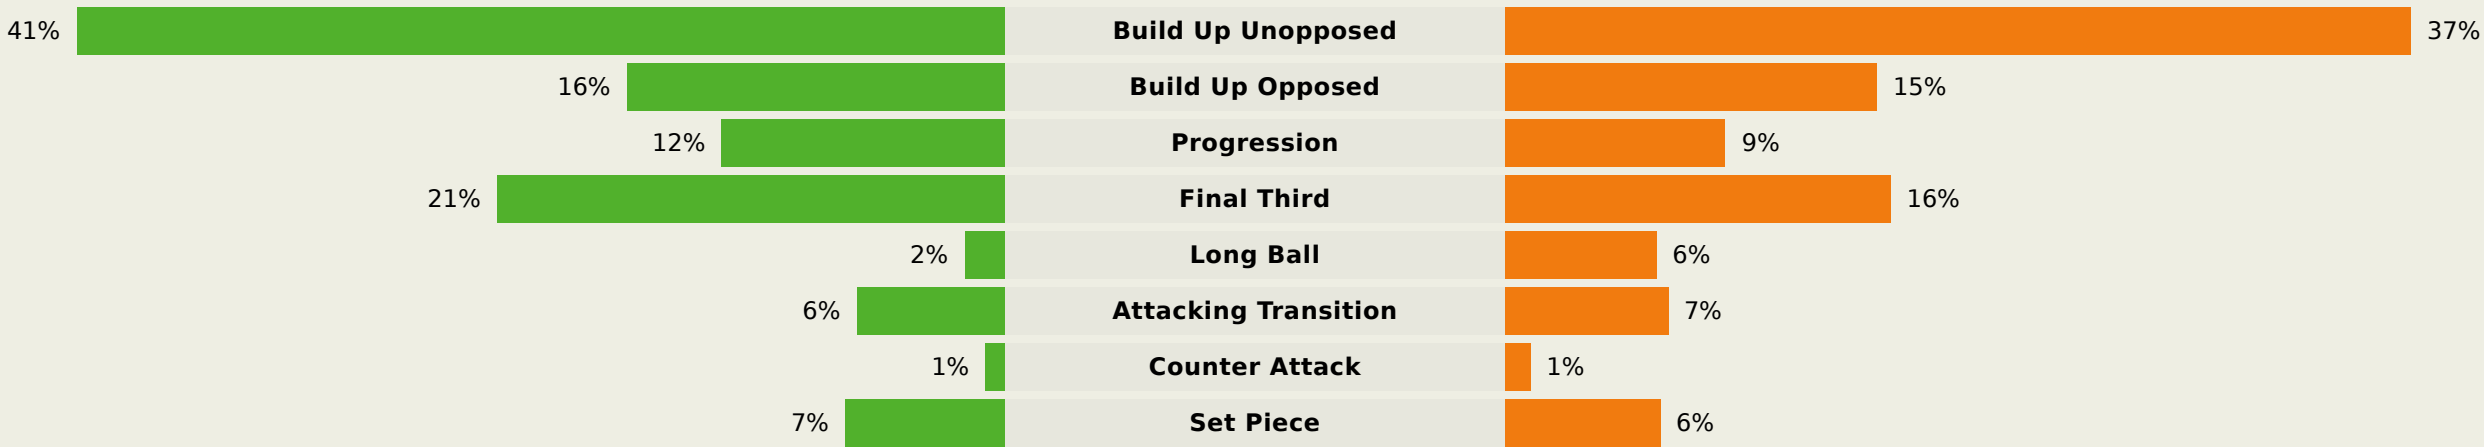 41% Build Up Unopposed 37%
16% Build Up Opposed 15%
12% Progression 9%
21% Final Third 16%
2% Long Ball 6%
6% Attacking Transition 7%
1% Counter Attack 1%
7% Set Piece 6%